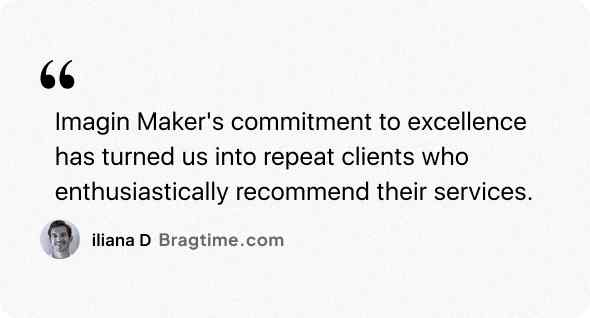 “
Imagin Maker's commitment to excellence
has turned us into repeat clients who
enthusiastically recommend their services.
iliana D Bragtime.com